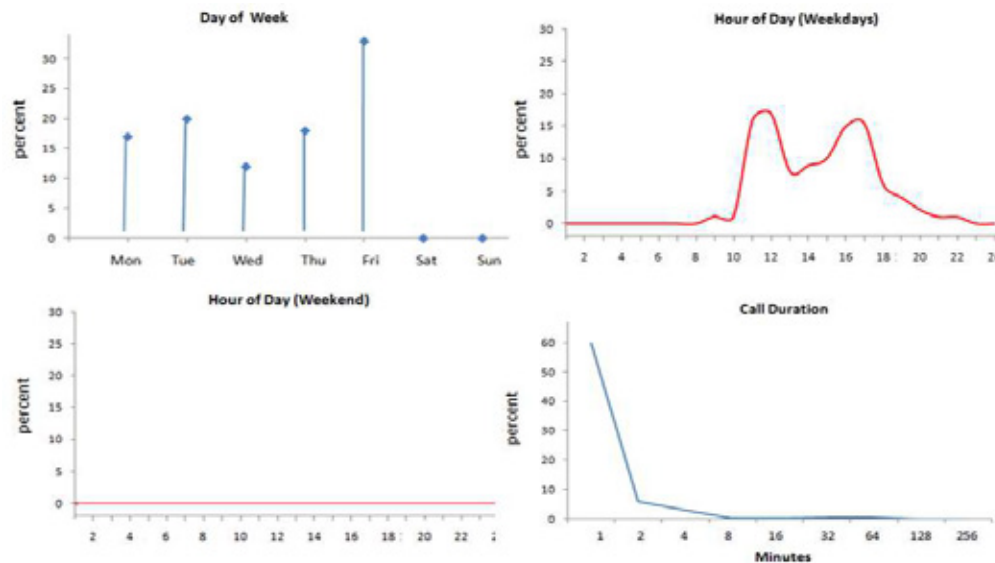 Day of Week
percent
30
25
20
15
10
5
0
Mon Tue Wed Thu Fri Sat Sun
Hour of Day (Weekdays)
percent
30
25
20
15
10
5
0
2 4 6 8 10 12 14 16 18 20 22
Hour of Day (Weekend)
percent
30
25
20
15
10
5
0
2 4 6 8 10 12 14 16 18 20 22
Call Duration
percent
60
50
40
30
20
10
0
1 2 4 8 16 32 64 128 256
Minutes